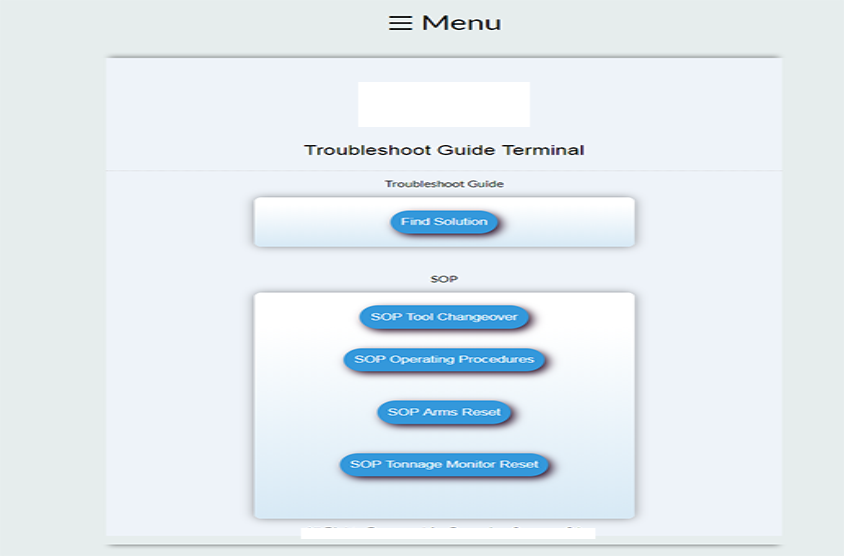 Menu
Troubleshoot Guide Terminal
Troubleshoot Guide
Find Solution
SOP
SOP Tool Changeover
SOP Operating Procedures
SOP Arms Reset
SOP Tonnage Monitor Reset